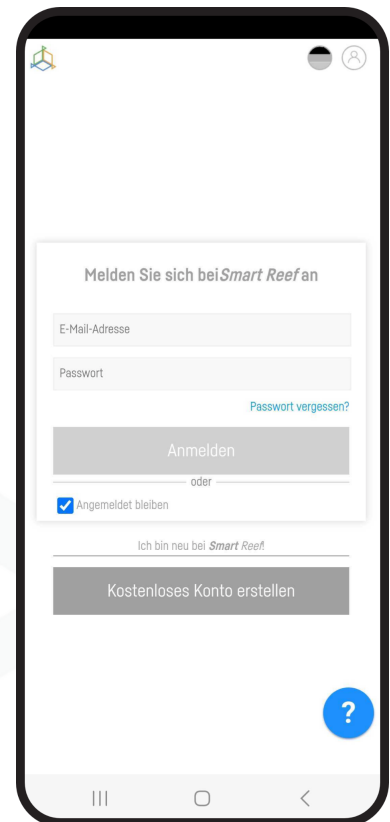 Melden Sie sich bei Smart Reef an
E-Mail-Adresse
Passwort
Passwort vergessen?
Anmelden
oder
Angemeldet bleiben
Ich bin neu bei Smart Reef!
Kostenloses Konto erstellen
?